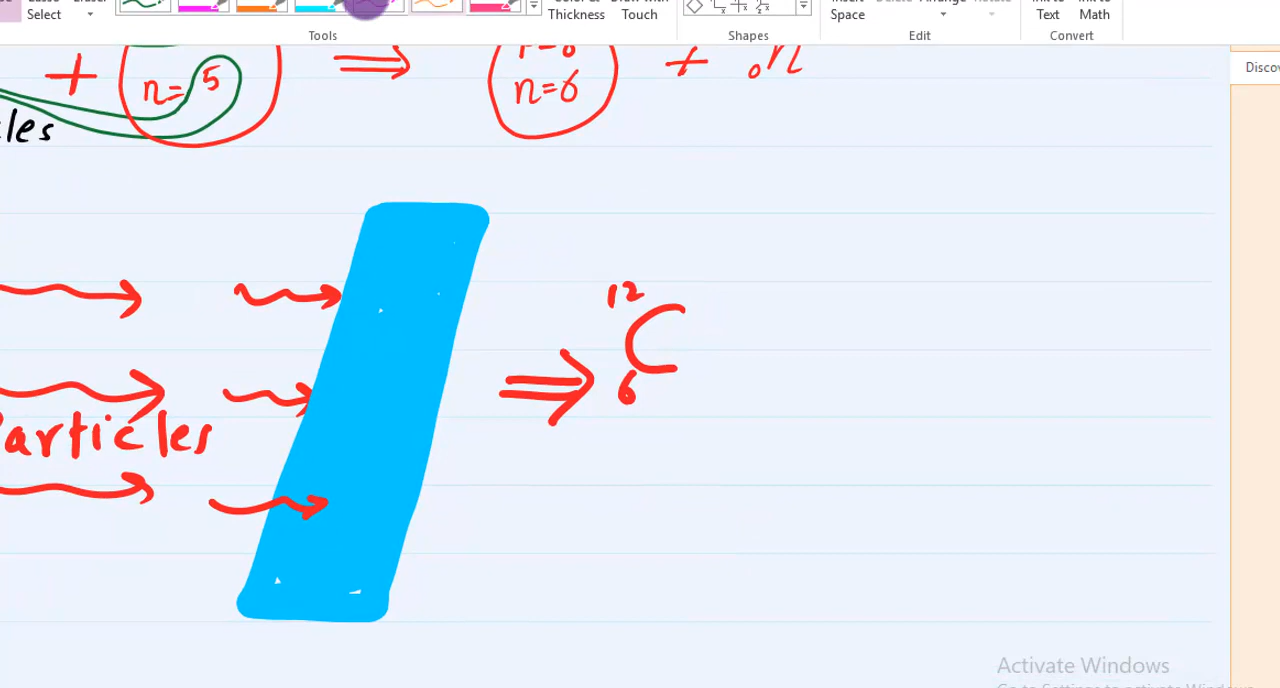 Select
Thickness
Touch
Space
Text
Math
Tools
Shapes
Edit
Convert
Discov
+ n=5 ⇒ n=6 + ₀n
les
12
C
6
⇒
articles
Activate Windows